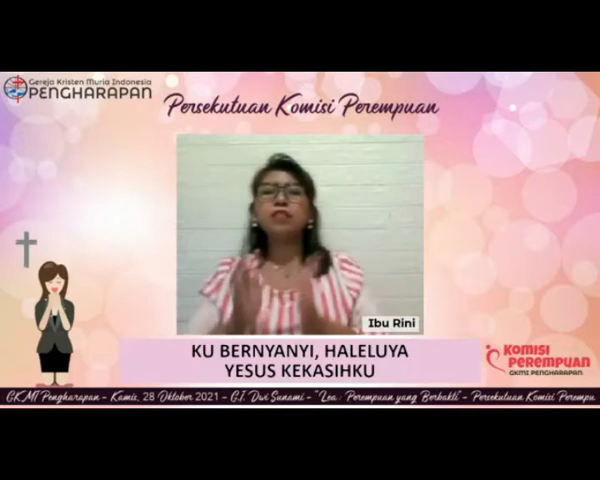 Gereja Kristen Muria Indonesia
PENGHARAPAN
Persekutuan Komisi Perempuan
Ibu Rini
KU BERNYANYI, HALELUYA
YESUS KEKASIHKU
KOMISI
PEREMPUAN
GKMI PENGHARAPAN
GKMI Pengharapan - Kamis, 28 Oktober 2021 - G.I. Dwi Sunami - "Lea : Perempuan yang Berbakti" - Persekutuan Komisi Perempu